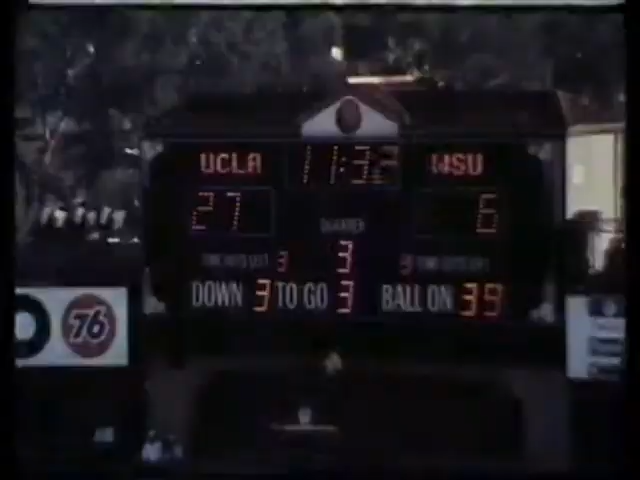 UCLA 11:32 WSU
27 QUARTER 6
TIME OUTS LEFT 3 3 3 TIME OUTS LEFT
DOWN 3 TO GO 3 BALL ON 39
76